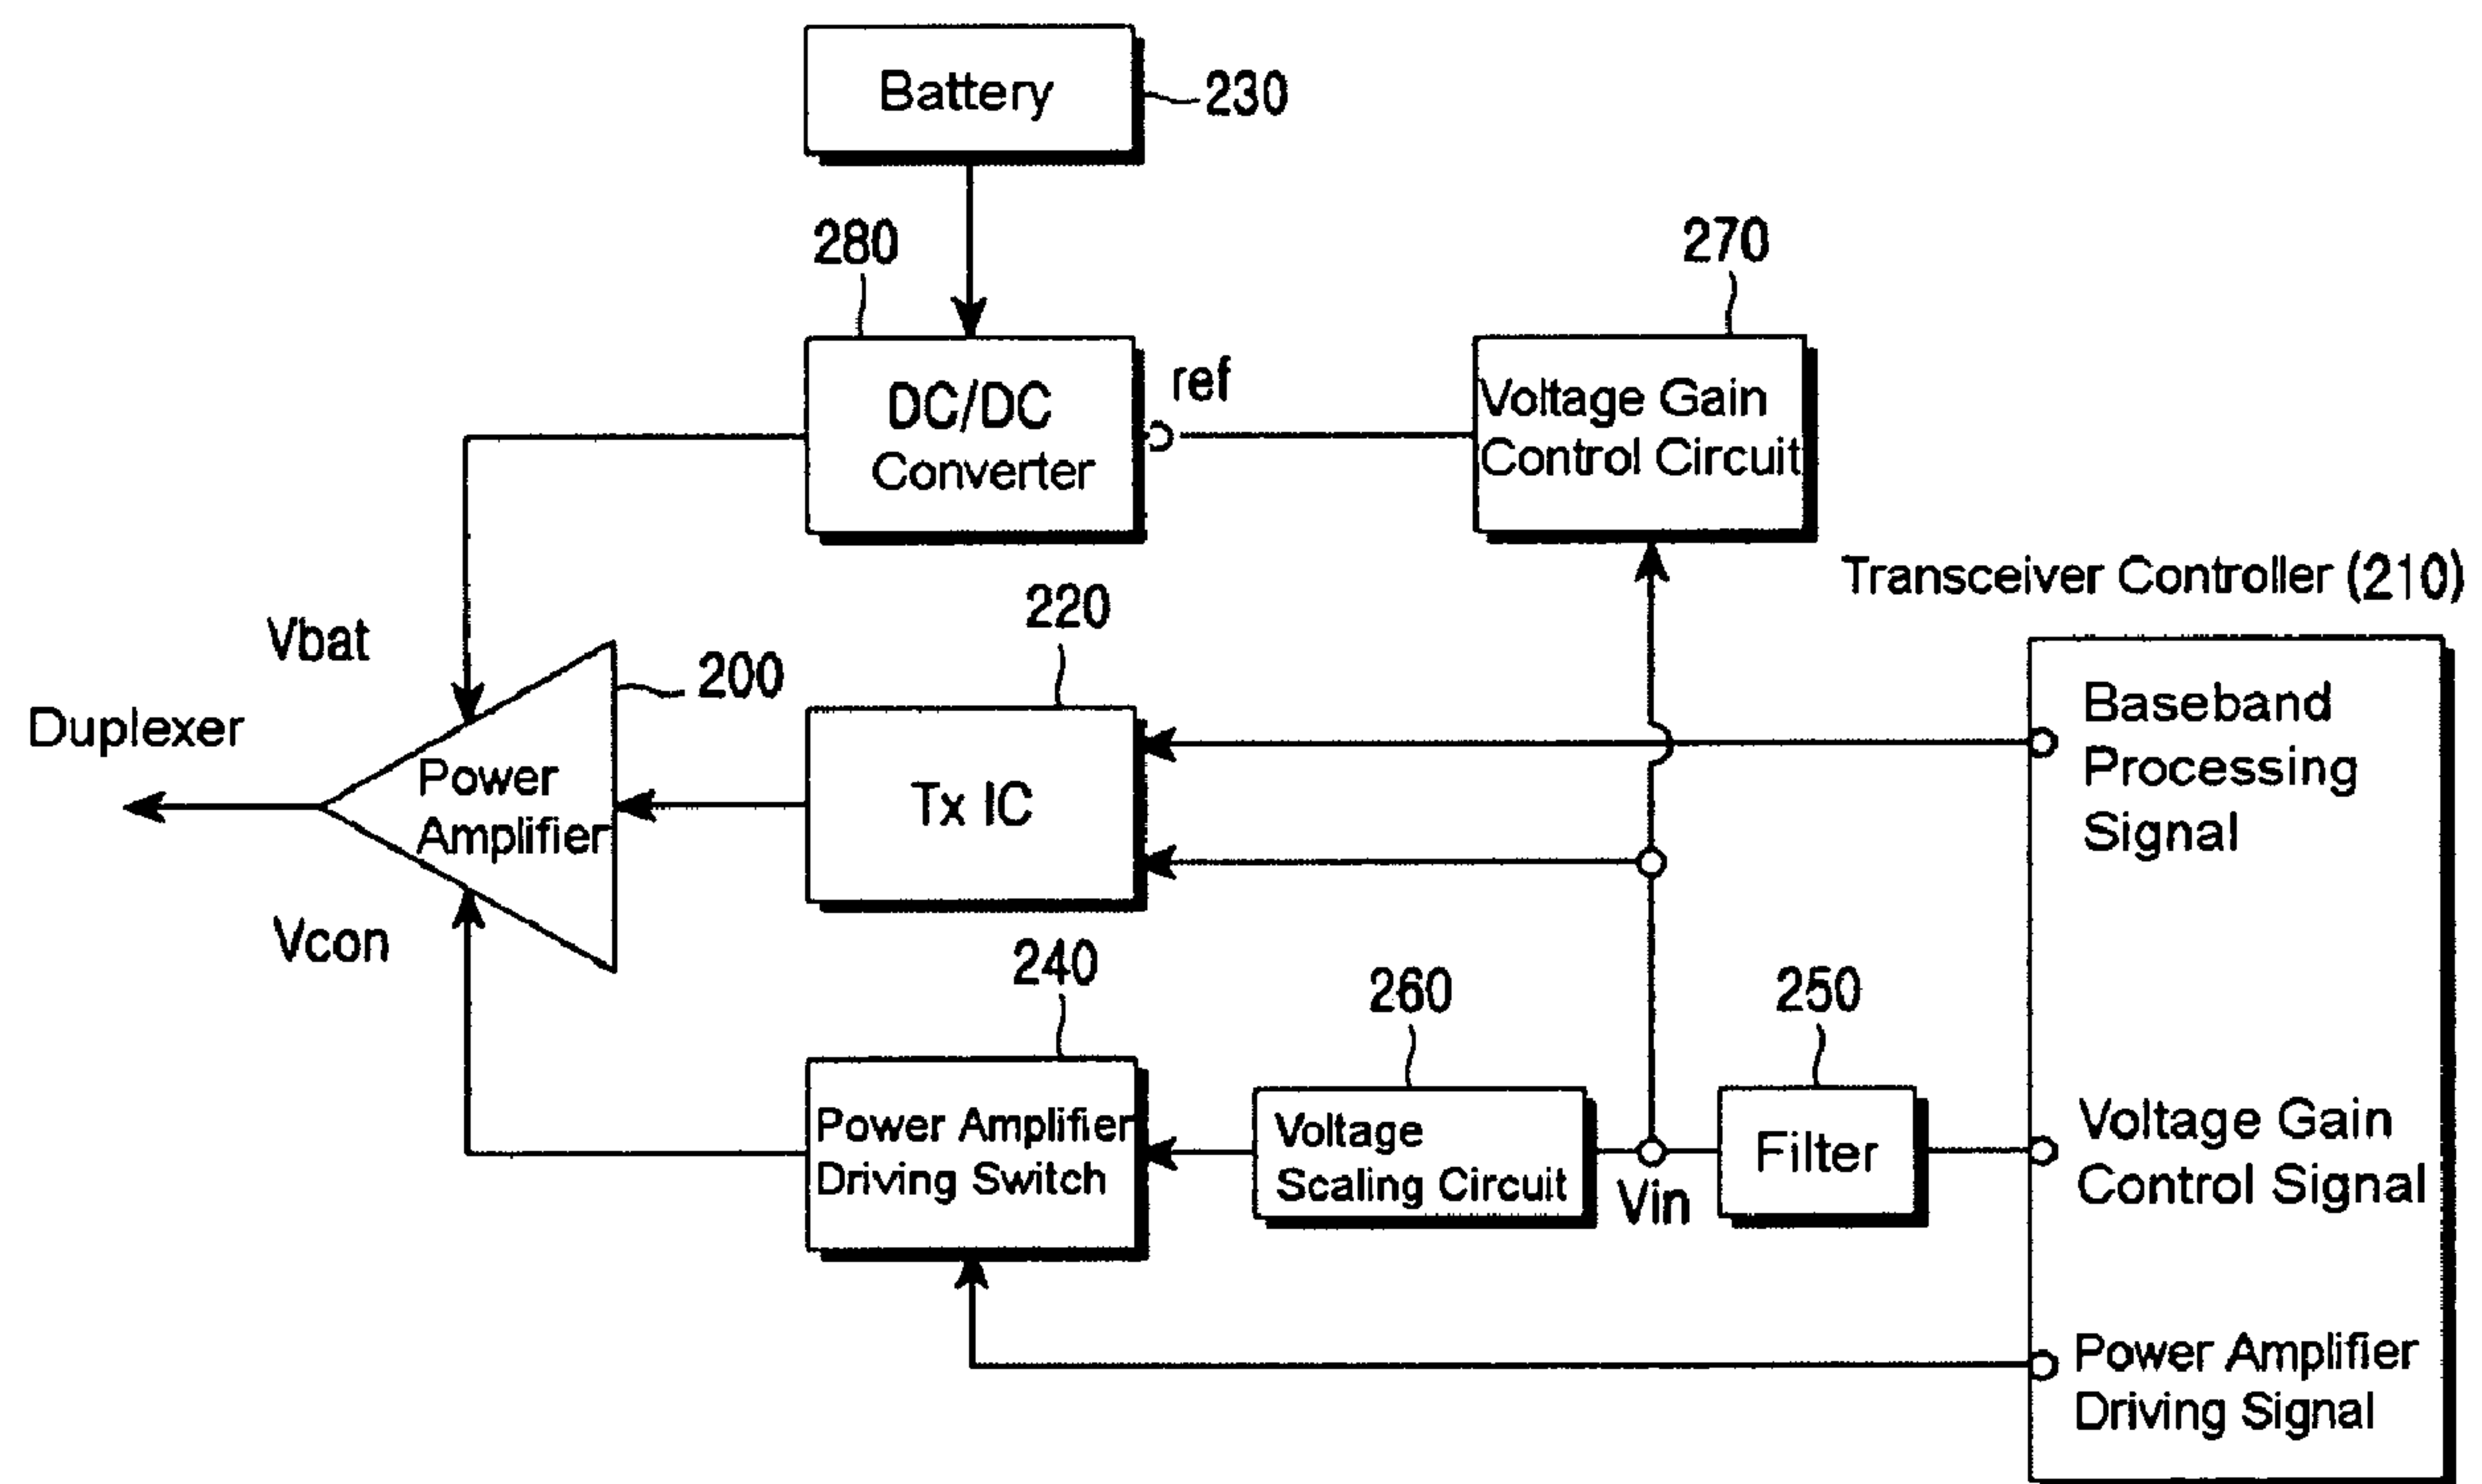 Battery
230
280
270
DC/DC
Converter
ref
Voltage Gain
Control Circuit
Transceiver Controller (210)
220
Vbat
200
Duplexer
Power
Amplifier
Tx IC
Baseband
Processing
Signal
Vcon
240
260
250
Power Amplifier
Driving Switch
Voltage
Scaling Circuit
Vin
Filter
Voltage Gain
Control Signal
Power Amplifier
Driving Signal